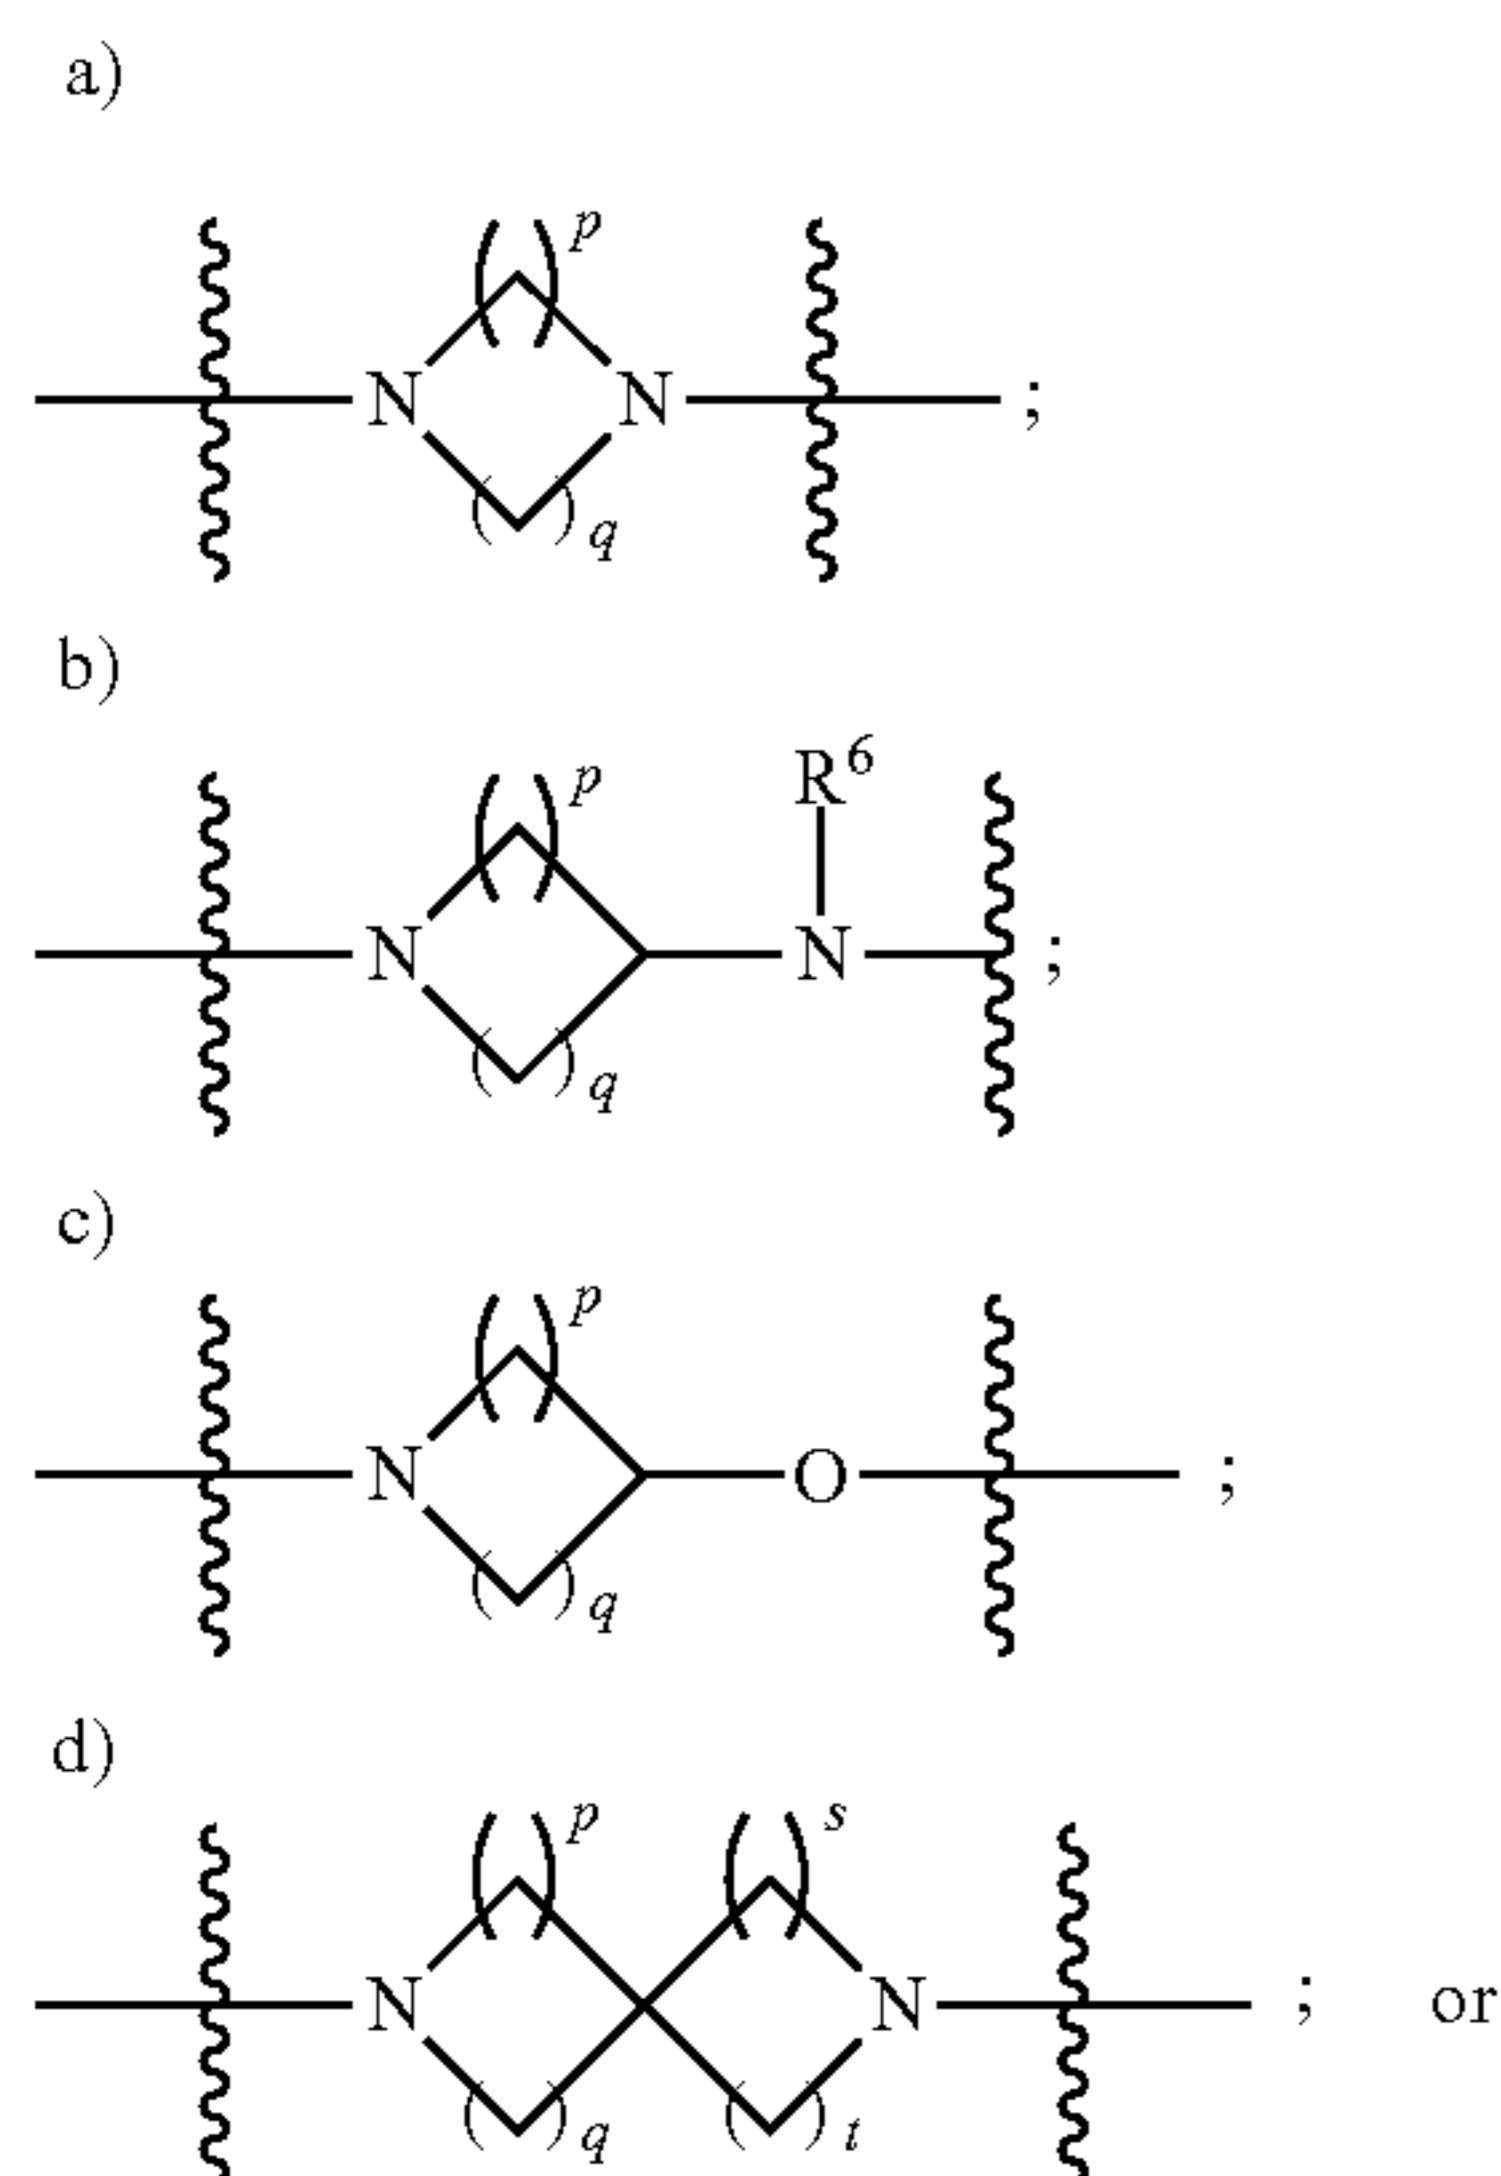 a)
p
N N ;
q
b)
p R⁶
N N ;
q
c)
p
N O ;
q
d)
p s
N N ; or
q t